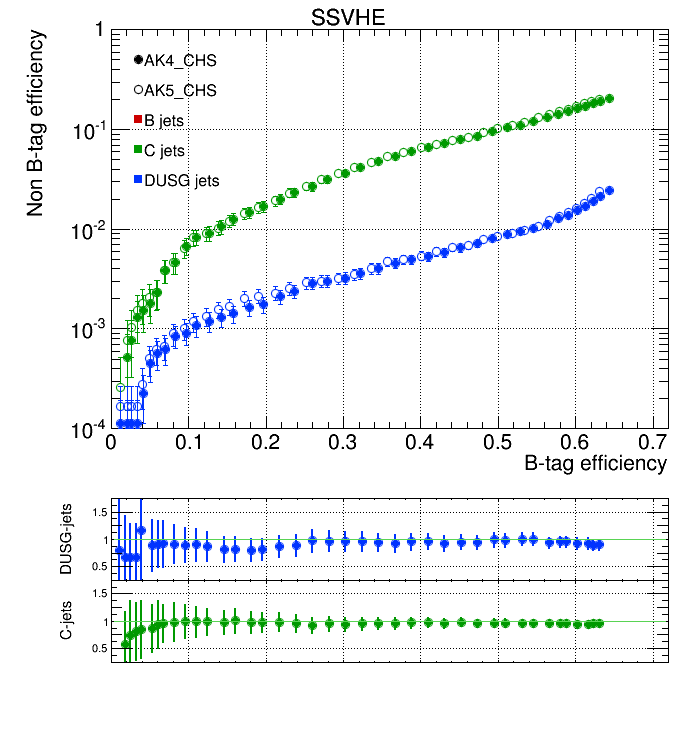 SSVHE
Non B-tag efficiency
1
10-1
10-2
10-3
10-4
AK4_CHS
AK5_CHS
B jets
C jets
DUSG jets
0 0.1 0.2 0.3 0.4 0.5 0.6 0.7
B-tag efficiency
DUSG-jets
1.5
1
0.5
C-jets
1.5
1
0.5